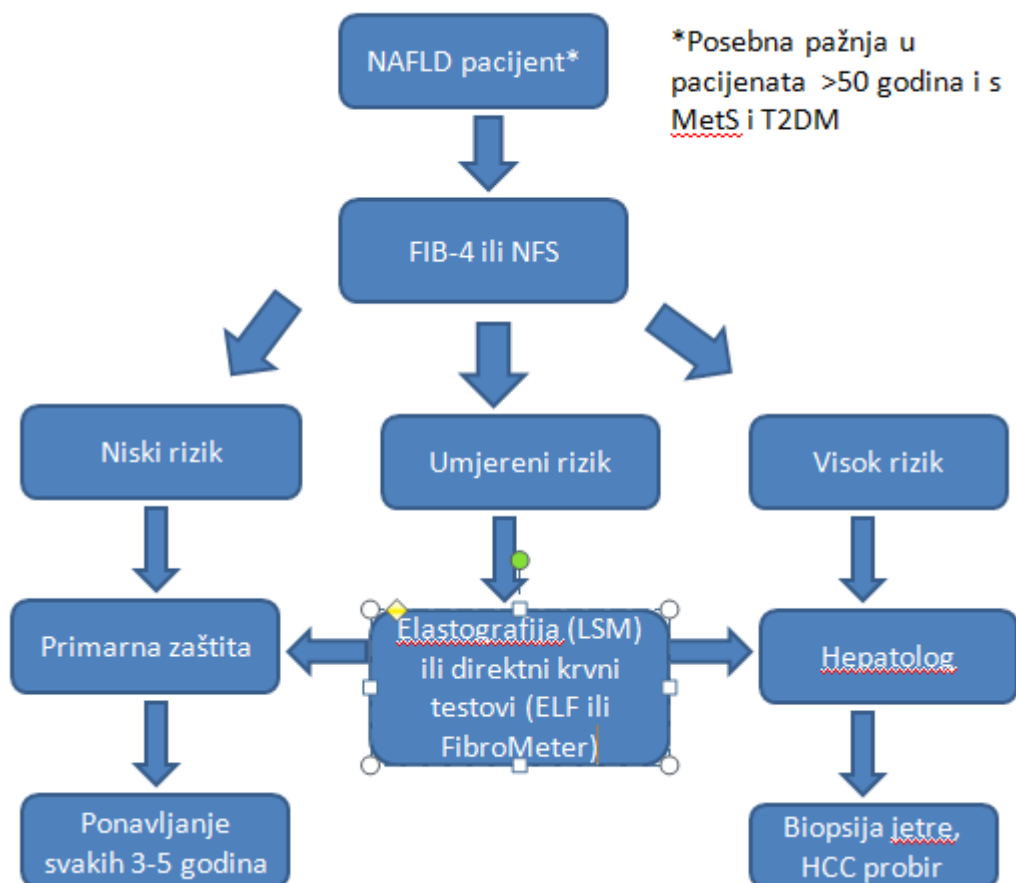 NAFLD pacijent*
*Posebna pažnja u
pacijenata >50 godina i s
MetS i T2DM
FIB-4 ili NFS
Niski rizik
Umjereni rizik
Visok rizik
Primarna zaštita
Elastografija (LSM)
ili direktni krvni
testovi (ELF ili
FibroMeter)
Hepatolog
Ponavljanje
svakih 3-5 godina
Biopsija jetre,
HCC probir